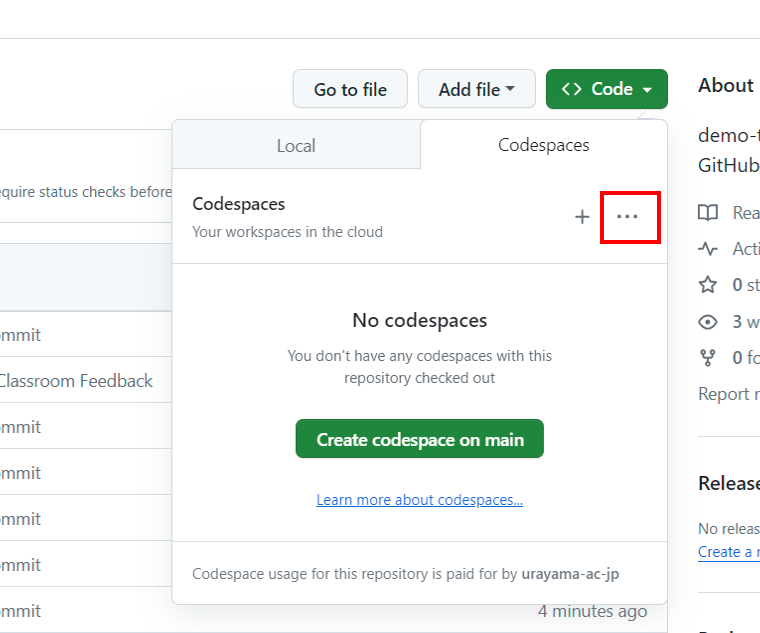 Go to file
Add file
Code
About
Local
Codespaces
demo-t
GitHub
equire status checks before
Codespaces
Your workspaces in the cloud
Rea
Acti
0 st
3 w
0 fo
Report r
No codespaces
You don't have any codespaces with this
repository checked out
Create codespace on main
Learn more about codespaces...
mmit
Classroom Feedback
mmit
mmit
mmit
mmit
mmit
Release
No releas
Create a r
Codespace usage for this repository is paid for by urayama-ac-jp
4 minutes ago